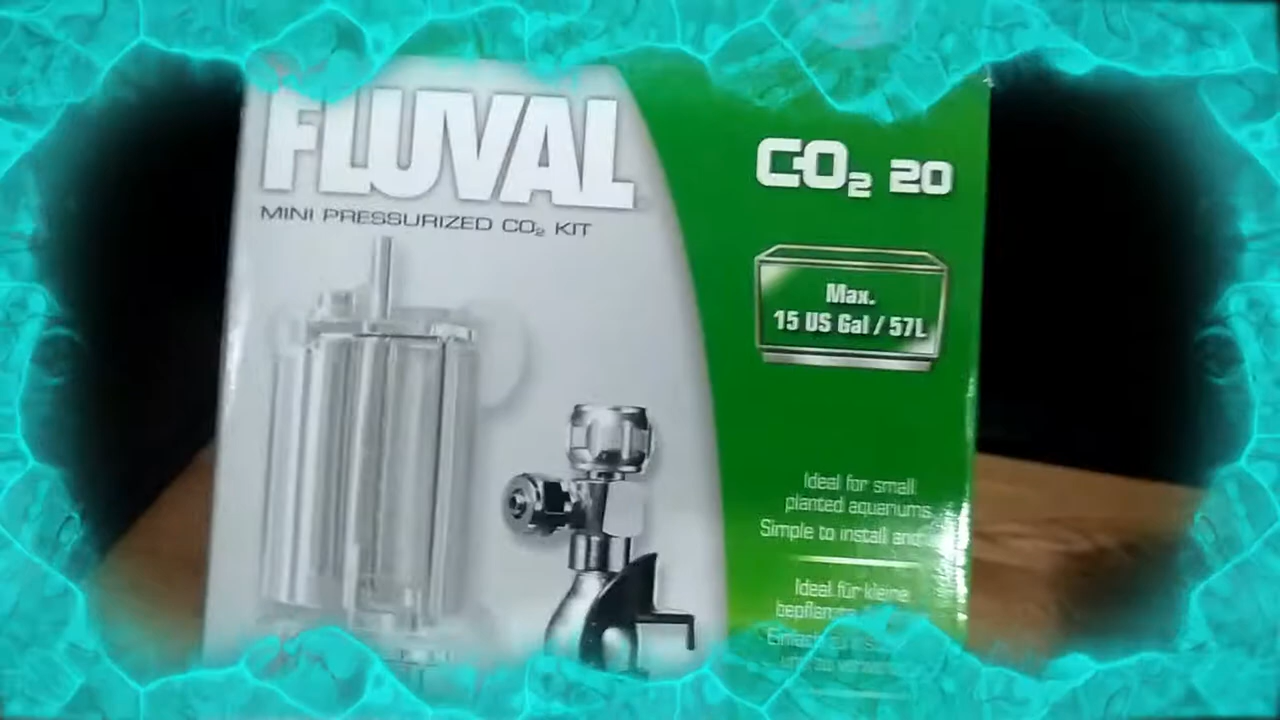 FLUVAL
MINI PRESSURIZED CO₂ KIT
CO₂ 20
Max.
15 US Gal / 57L
Ideal for small
planted aquariums
Simple to install and
Ideal für kleine